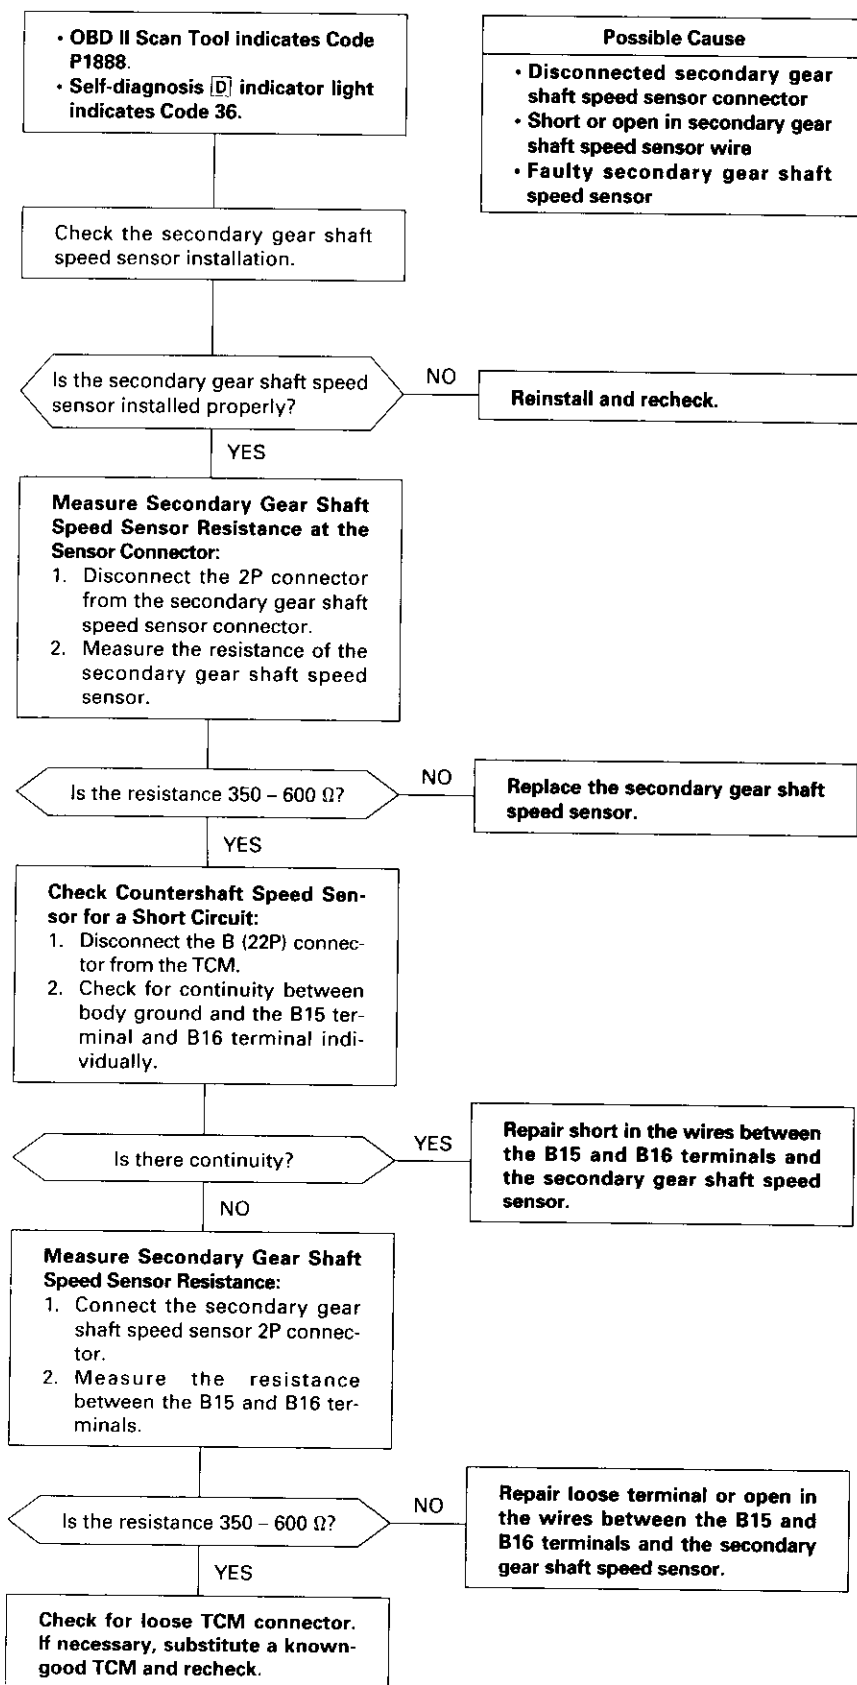 • OBD II Scan Tool indicates Code
P1888.
• Self-diagnosis D indicator light
indicates Code 36.
Possible Cause
• Disconnected secondary gear
shaft speed sensor connector
• Short or open in secondary gear
shaft speed sensor wire
• Faulty secondary gear shaft
speed sensor
Check the secondary gear shaft
speed sensor installation.
Is the secondary gear shaft speed
sensor installed properly?
NO
Reinstall and recheck.
YES
Measure Secondary Gear Shaft
Speed Sensor Resistance at the
Sensor Connector:
1. Disconnect the 2P connector
from the secondary gear shaft
speed sensor connector.
2. Measure the resistance of the
secondary gear shaft speed
sensor.
Is the resistance 350 – 600 Ω?
NO
Replace the secondary gear shaft
speed sensor.
YES
Check Countershaft Speed Sen-
sor for a Short Circuit:
1. Disconnect the B (22P) connec-
tor from the TCM.
2. Check for continuity between
body ground and the B15 ter-
minal and B16 terminal indi-
vidually.
Is there continuity?
YES
Repair short in the wires between
the B15 and B16 terminals and
the secondary gear shaft speed
sensor.
NO
Measure Secondary Gear Shaft
Speed Sensor Resistance:
1. Connect the secondary gear
shaft speed sensor 2P connec-
tor.
2. Measure the resistance
between the B15 and B16 ter-
minals.
Is the resistance 350 – 600 Ω?
NO
Repair loose terminal or open in
the wires between the B15 and
B16 terminals and the secondary
gear shaft speed sensor.
YES
Check for loose TCM connector.
If necessary, substitute a known-
good TCM and recheck.